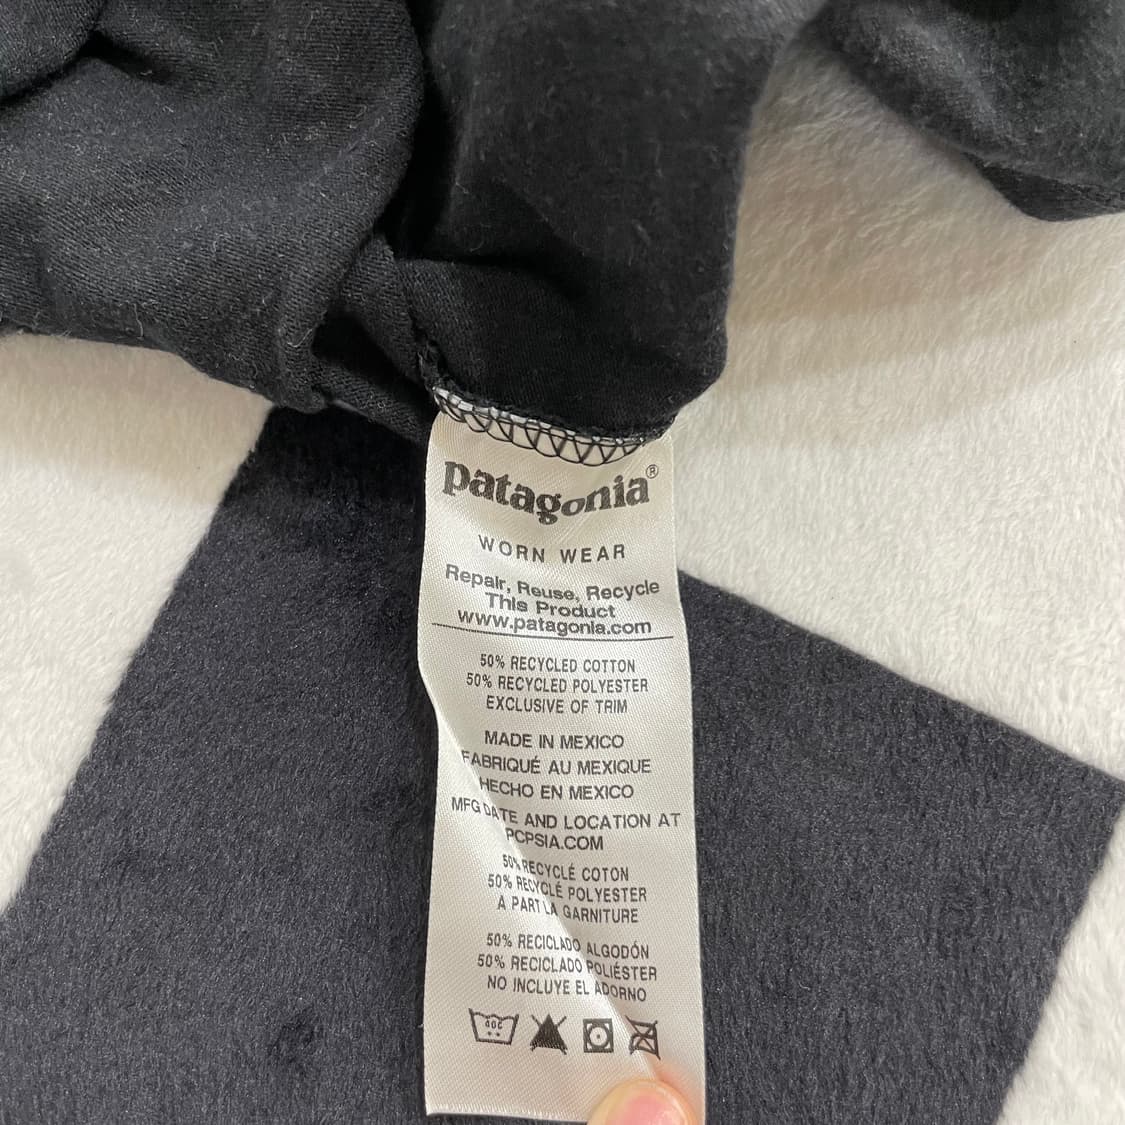 patagonia®
WORN WEAR
Repair, Reuse, Recycle
This Product
www.patagonia.com
50% RECYCLED COTTON
50% RECYCLED POLYESTER
EXCLUSIVE OF TRIM
MADE IN MEXICO
FABRIQUÉ AU MEXIQUE
HECHO EN MEXICO
MFG DATE AND LOCATION AT
PCPSIA.COM
50% RECYCLÉ COTON
50% RECYCLÉ POLYESTER
A PART LA GARNITURE
50% RECICLADO ALGODÓN
50% RECICLADO POLIÉSTER
NO INCLUYE EL ADORNO